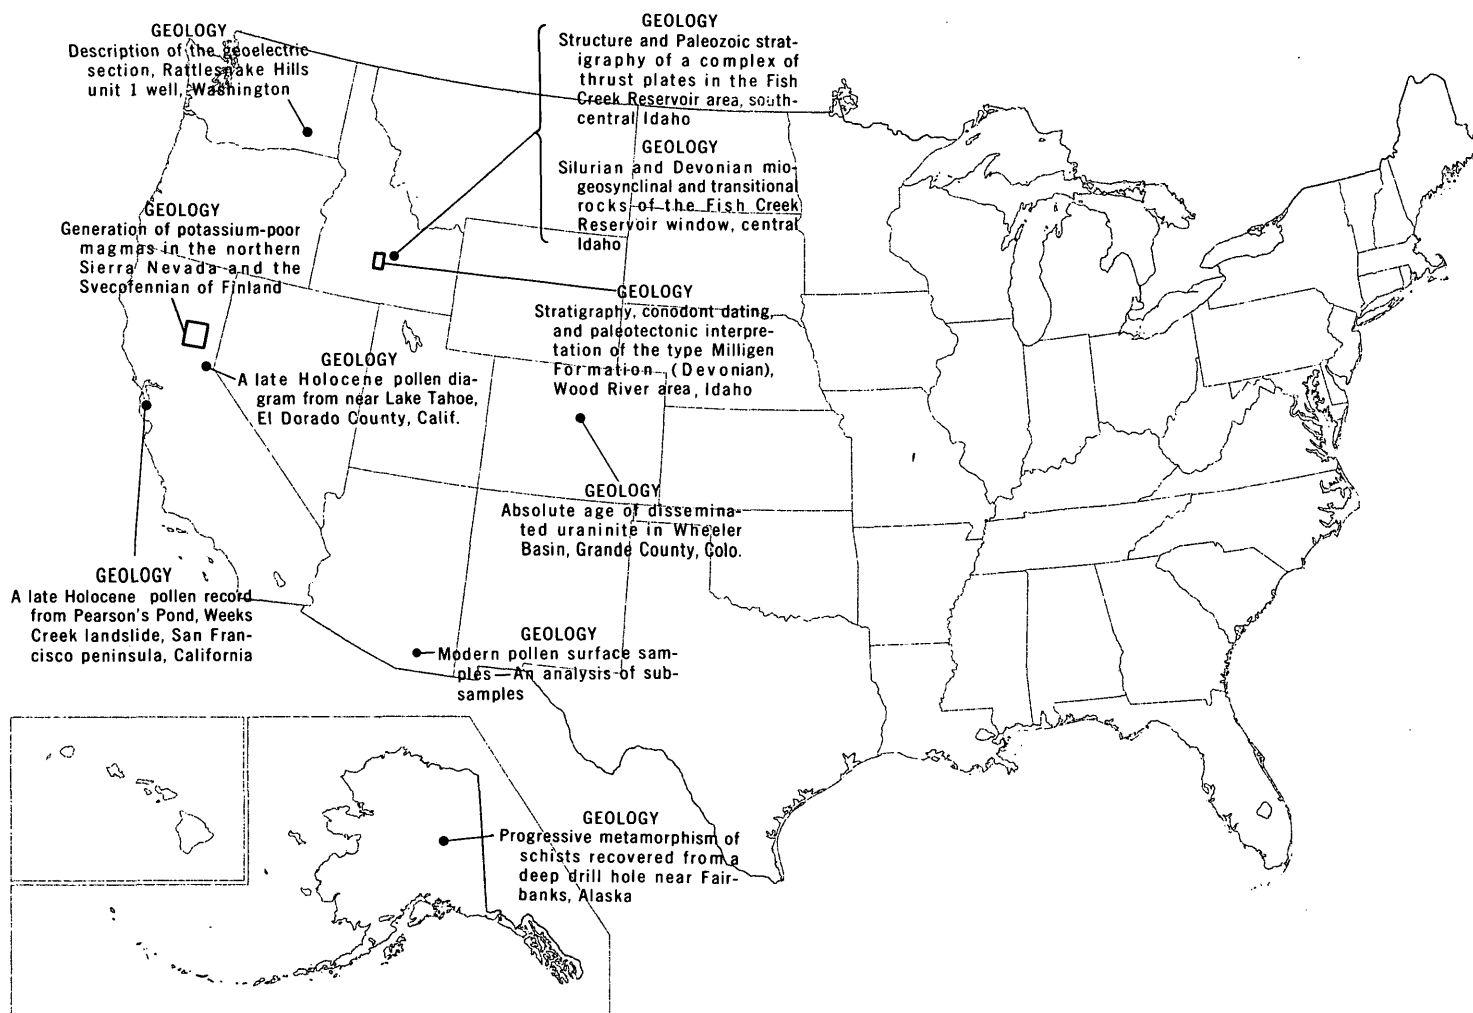 GEOLOGY
Description of the geoelectric
section, Rattlesnake Hills
unit 1 well, Washington
GEOLOGY
Structure and Paleozoic strat-
igraphy of a complex of
thrust plates in the Fish
Creek Reservoir area, south-
central Idaho
GEOLOGY
Silurian and Devonian mio-
geosynclinal and transitional
rocks of the Fish Creek
Reservoir window, central
Idaho
GEOLOGY
Generation of potassium-poor
magmas in the northern
Sierra Nevada and the
Svecofennian of Finland
GEOLOGY
Stratigraphy, conodont dating,
and paleotectonic interpre-
tation of the type Milligen
Formation (Devonian),
Wood River area, Idaho
GEOLOGY
A late Holocene pollen dia-
gram from near Lake Tahoe,
El Dorado County, Calif.
GEOLOGY
Absolute age of dissemina-
ted uraninite in Wheeler
Basin, Grande County, Colo.
GEOLOGY
A late Holocene pollen record
from Pearson's Pond, Weeks
Creek landslide, San Fran-
cisco peninsula, California
GEOLOGY
Modern pollen surface sam-
ples—An analysis of sub-
samples
GEOLOGY
Progressive metamorphism of
schists recovered from a
deep drill hole near Fair-
banks, Alaska